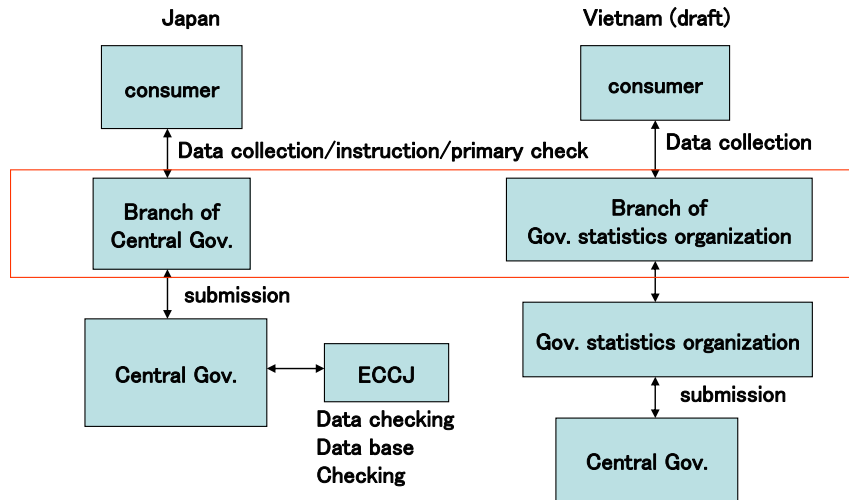 Japan
Vietnam (draft)
consumer
consumer
Data collection/instruction/primary check
Data collection
Branch of
Central Gov.
Branch of
Gov. statistics organization
submission
Central Gov.
ECCJ
Data checking
Data base
Checking
Gov. statistics organization
submission
Central Gov.